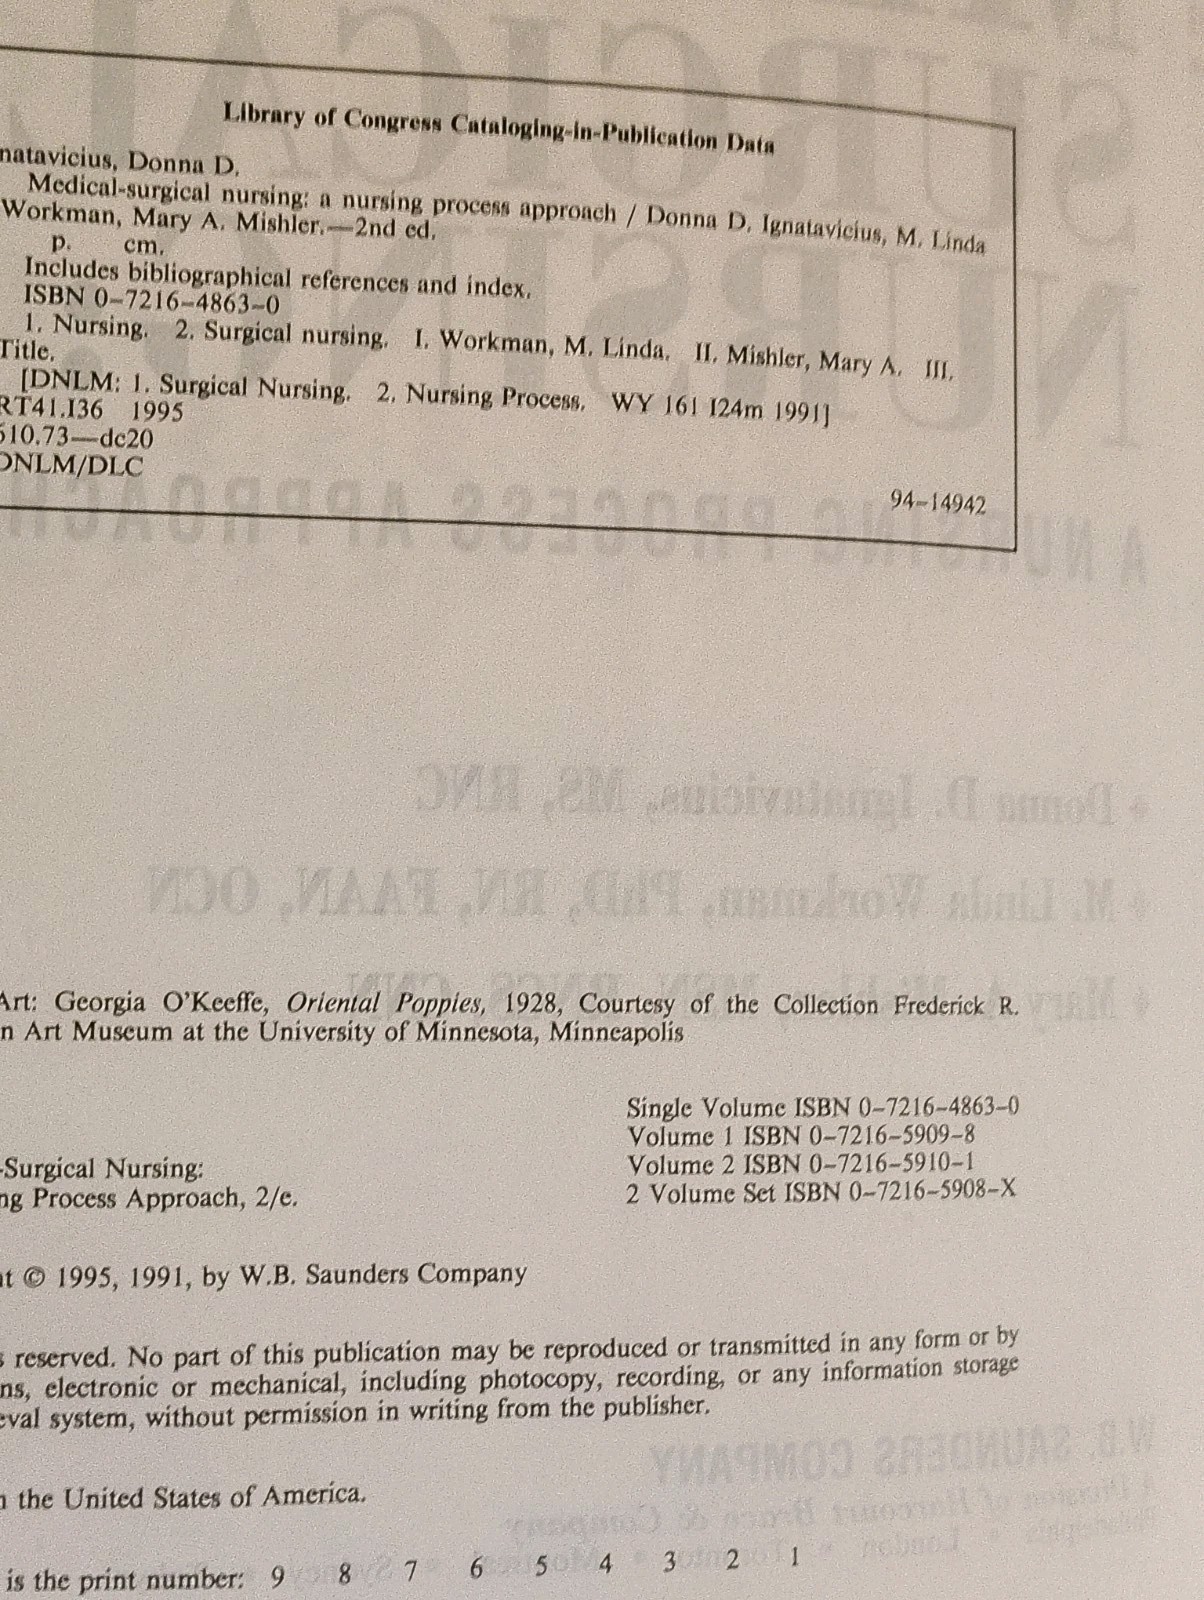 Library of Congress Cataloging-in-Publication Data
natavicius, Donna D.
Medical-surgical nursing: a nursing process approach / Donna D. Ignatavicius, M. Linda
Workman, Mary A. Mishler.—2nd ed.
p. cm.
Includes bibliographical references and index.
ISBN 0–7216–4863–0
1. Nursing. 2. Surgical nursing. I. Workman, M. Linda. II. Mishler, Mary A. III.
Title.
[DNLM: 1. Surgical Nursing. 2. Nursing Process. WY 161 I24m 1991]
RT41.I36 1995
610.73—dc20
DNLM/DLC
94–14942
Art: Georgia O'Keeffe, Oriental Poppies, 1928, Courtesy of the Collection Frederick R.
n Art Museum at the University of Minnesota, Minneapolis
Single Volume ISBN 0–7216–4863–0
Volume 1 ISBN 0–7216–5909–8
Volume 2 ISBN 0–7216–5910–1
2 Volume Set ISBN 0–7216–5908–X
-Surgical Nursing:
ng Process Approach, 2/e.
t © 1995, 1991, by W.B. Saunders Company
s reserved. No part of this publication may be reproduced or transmitted in any form or by
ns, electronic or mechanical, including photocopy, recording, or any information storage
eval system, without permission in writing from the publisher.
n the United States of America.
is the print number: 9 8 7 6 5 4 3 2 1